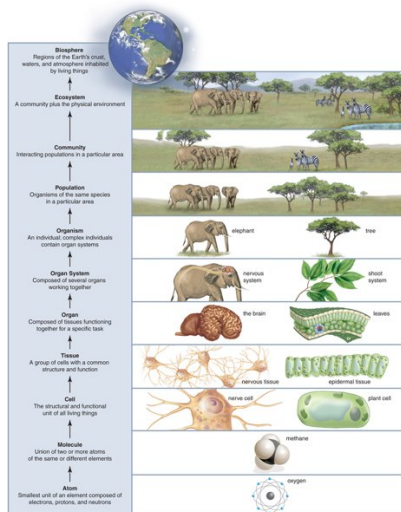 Biosphere
Regions of the Earth's crust,
waters, and atmosphere inhabited
by living things
Ecosystem
A community plus the physical environment
Community
Interacting populations in a particular area
Population
Organisms of the same species
in a particular area
Organism
An individual; complex individuals
contain organ systems
elephant
tree
Organ System
Composed of several organs
working together
nervous
system
shoot
system
Organ
Composed of tissues functioning
together for a specific task
the brain
leaves
Tissue
A group of cells with a common
structure and function
nervous tissue
epidermal tissue
Cell
The structural and functional
unit of all living things
nerve cell
plant cell
Molecule
Union of two or more atoms
of the same or different elements
methane
Atom
Smallest unit of an element composed of
electrons, protons, and neutrons
oxygen